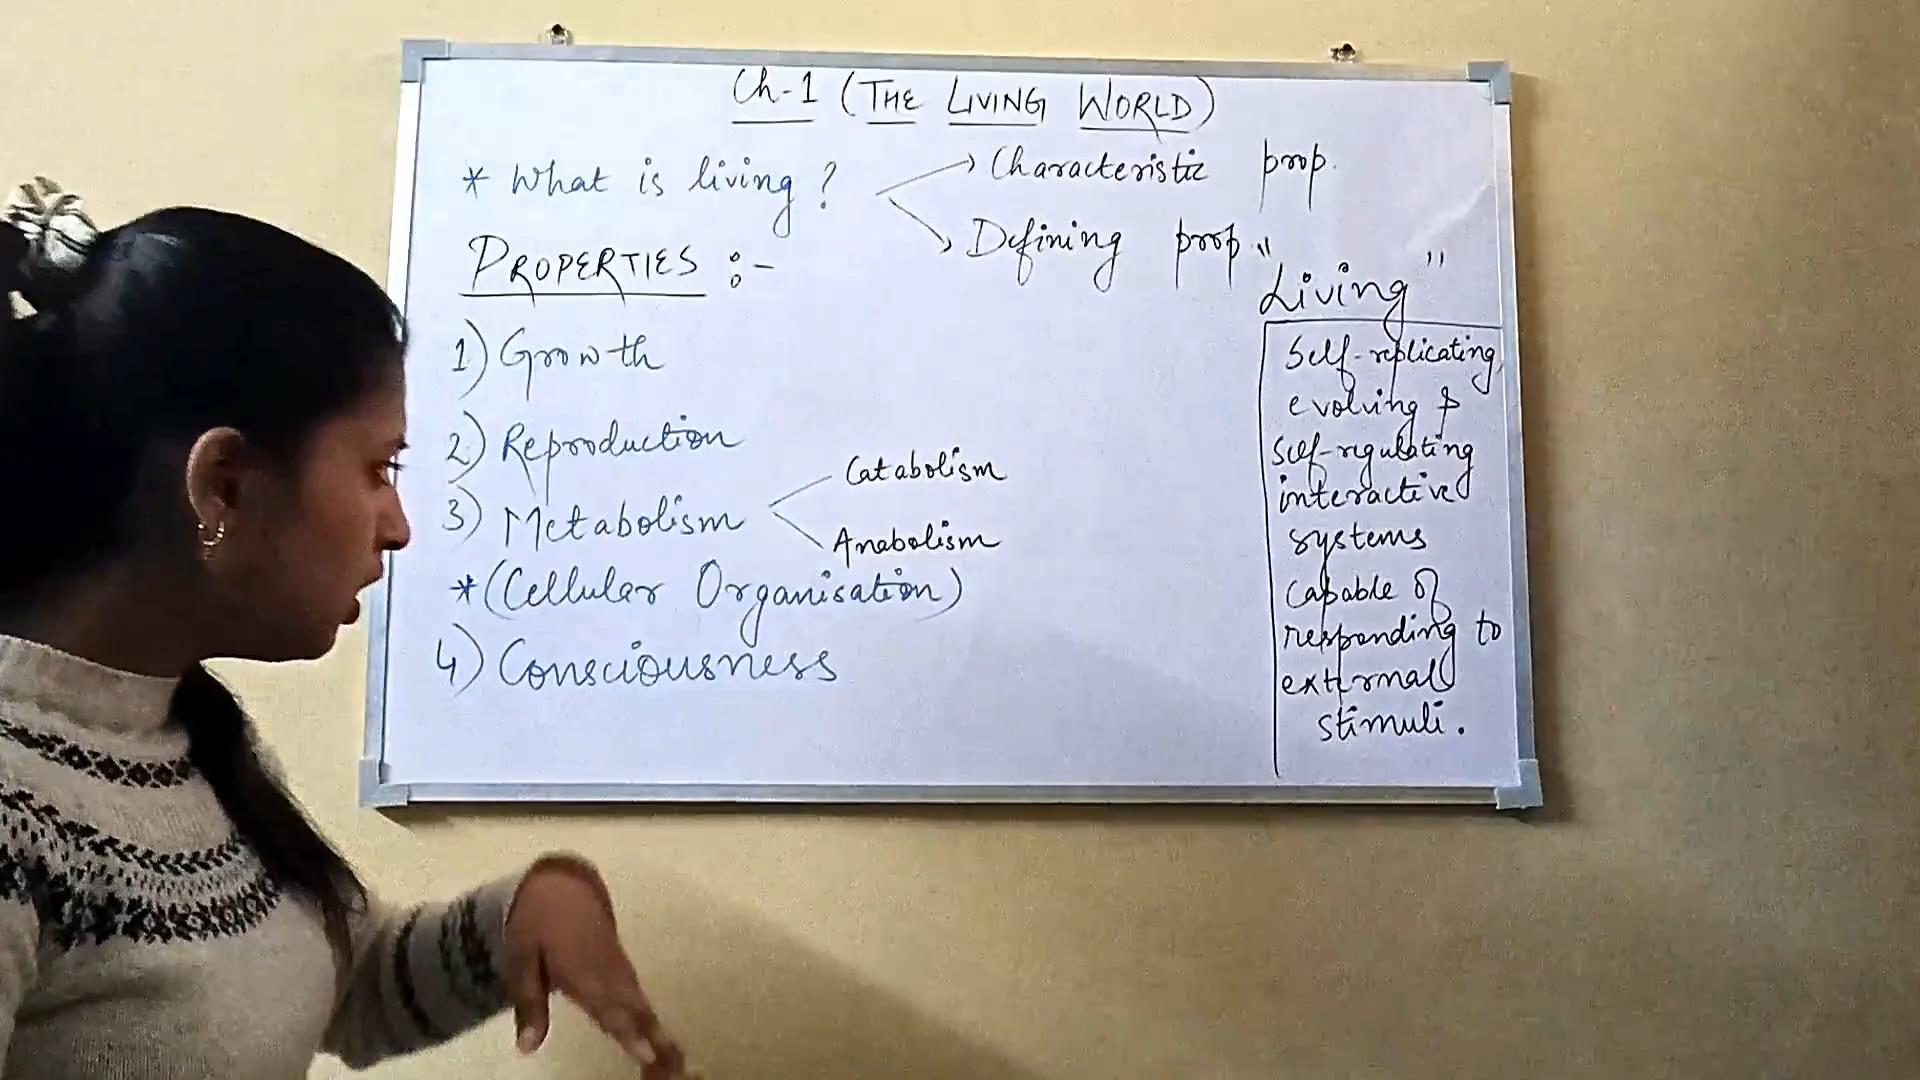 Ch-1 (THE LIVING WORLD)
* What is living?
→ Characteristic prop.
→ Defining prop.
PROPERTIES :-
"Living"
1) Growth
2) Reproduction
3) Metabolism
Catabolism
Anabolism
*(Cellular Organisation)
4) Consciousness
Self-replicating,
evolving &
self-regulating
interactive
systems
capable of
responding to
external
stimuli.